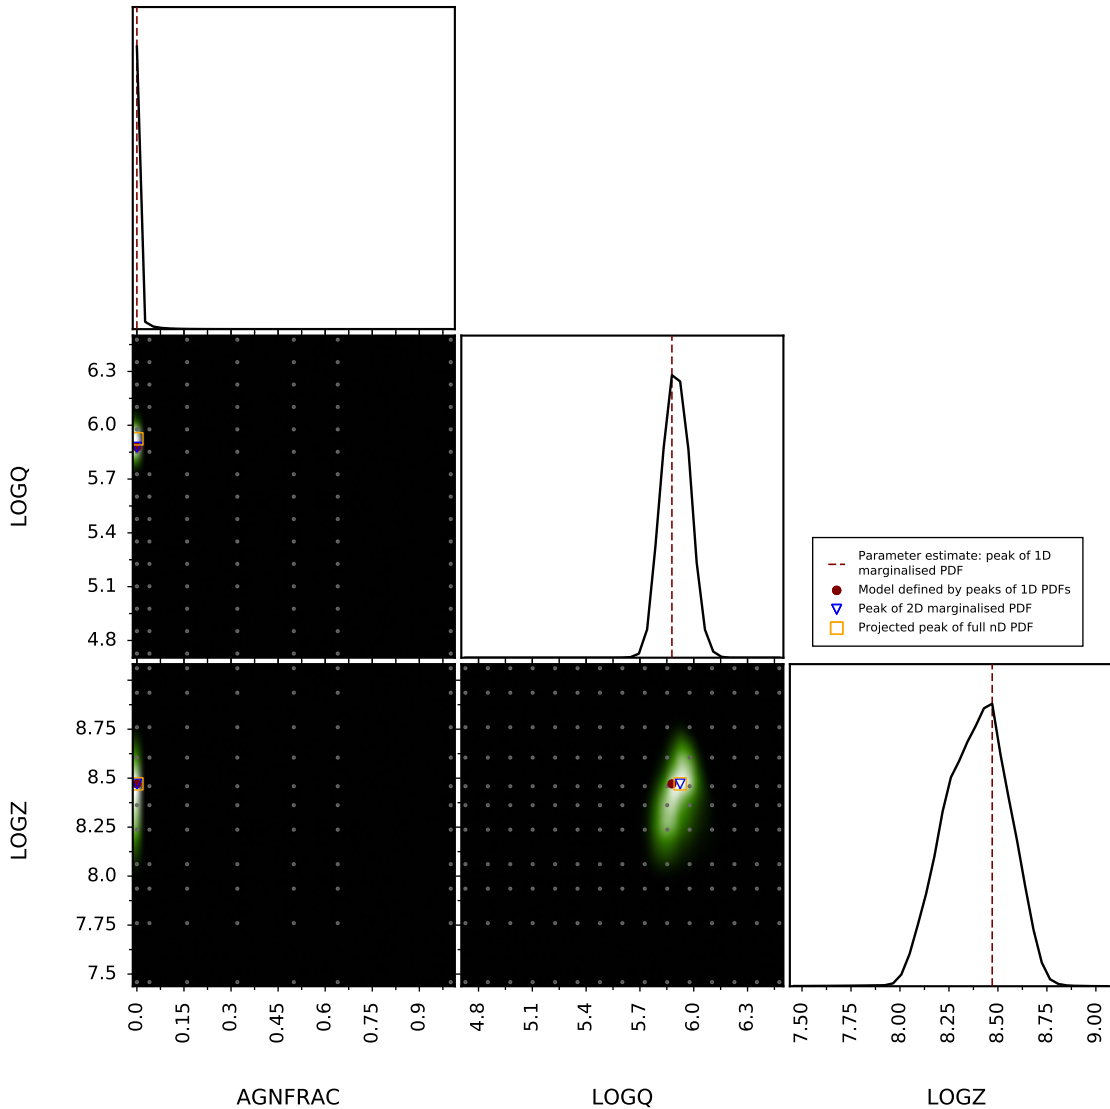 LOGQ
6.3
6.0
5.7
5.4
5.1
4.8
Parameter estimate: peak of 1D
marginalised PDF
Model defined by peaks of 1D PDFs
Peak of 2D marginalised PDF
Projected peak of full nD PDF
LOGZ
8.75
8.5
8.25
8.0
7.75
7.5
0.0 0.15 0.3 0.45 0.6 0.75 0.9 4.8 5.1 5.4 5.7 6.0 6.3 7.50 7.75 8.00 8.25 8.50 8.75 9.00
AGNFRAC LOGQ LOGZ